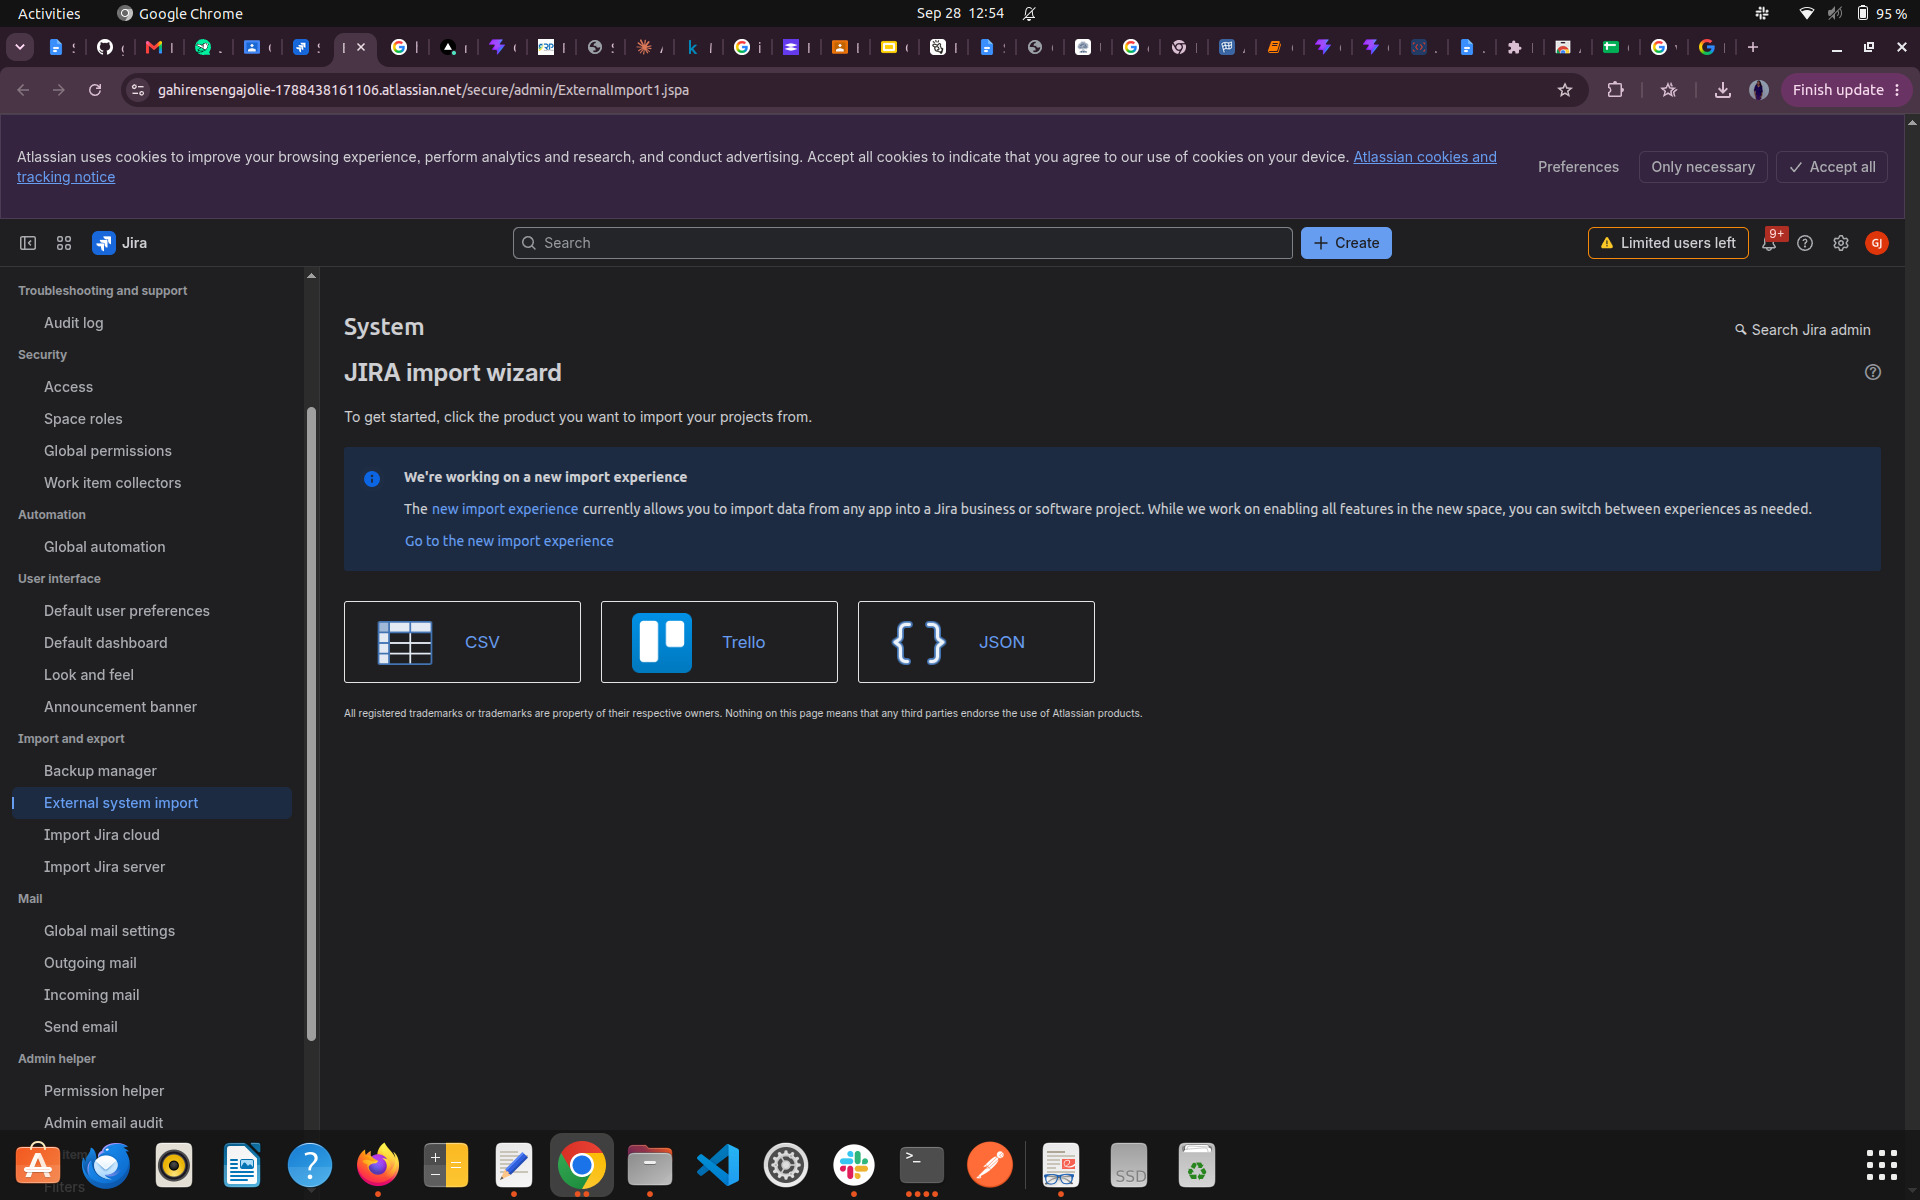 Activities
Google Chrome
Sep 28 12:54
95 %
gahirensengajolie-1788438161106.atlassian.net/secure/admin/ExternalImport1.jspa
Finish update
Atlassian uses cookies to improve your browsing experience, perform analytics and research, and conduct advertising. Accept all cookies to indicate that you agree to our use of cookies on your device. Atlassian cookies and
tracking notice
Preferences
Only necessary
Accept all
Jira
Search
Create
Limited users left
9+
GJ
Troubleshooting and support
Audit log
Security
Access
Space roles
Global permissions
Work item collectors
Automation
Global automation
User interface
Default user preferences
Default dashboard
Look and feel
Announcement banner
Import and export
Backup manager
External system import
Import Jira cloud
Import Jira server
Mail
Global mail settings
Outgoing mail
Incoming mail
Send email
Admin helper
Permission helper
Admin email audit
Filters
System
Search Jira admin
JIRA import wizard
To get started, click the product you want to import your projects from.
We're working on a new import experience
The new import experience currently allows you to import data from any app into a Jira business or software project. While we work on enabling all features in the new space, you can switch between experiences as needed.
Go to the new import experience
CSV
Trello
JSON
All registered trademarks or trademarks are property of their respective owners. Nothing on this page means that any third parties endorse the use of Atlassian products.
SSD